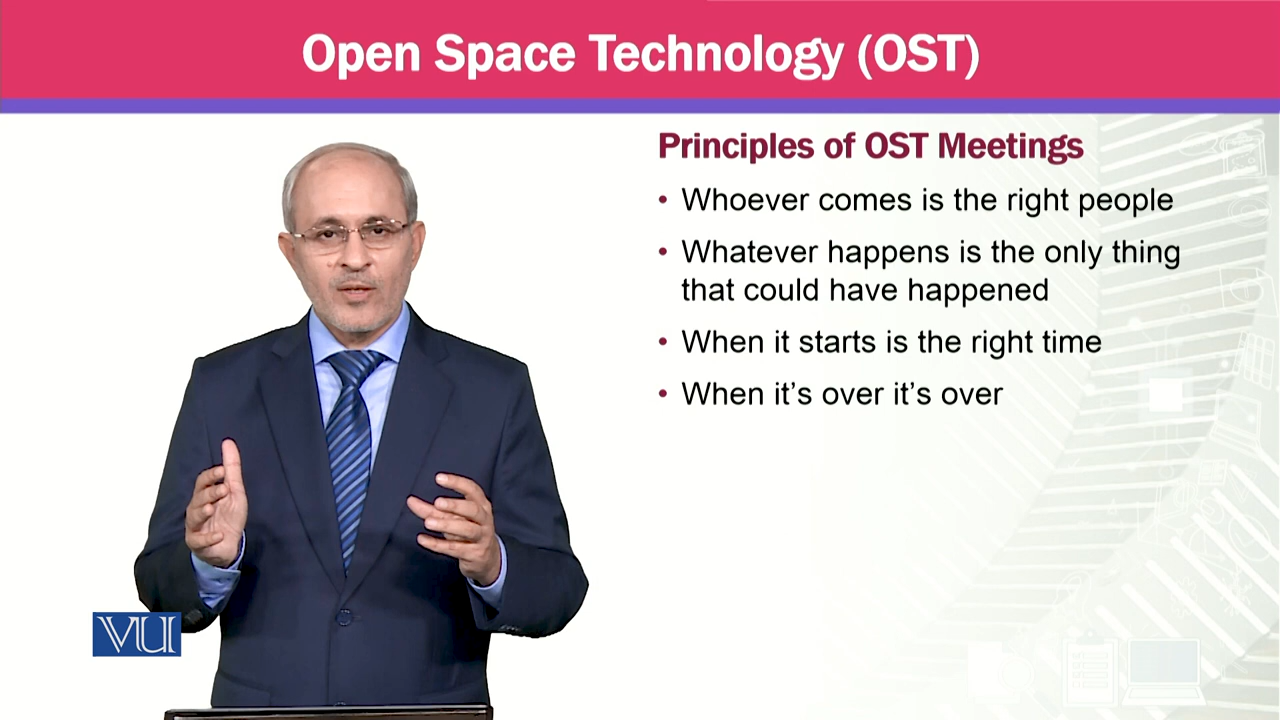 Open Space Technology (OST)
Principles of OST Meetings
• Whoever comes is the right people
• Whatever happens is the only thing
that could have happened
• When it starts is the right time
• When it’s over it’s over
VU